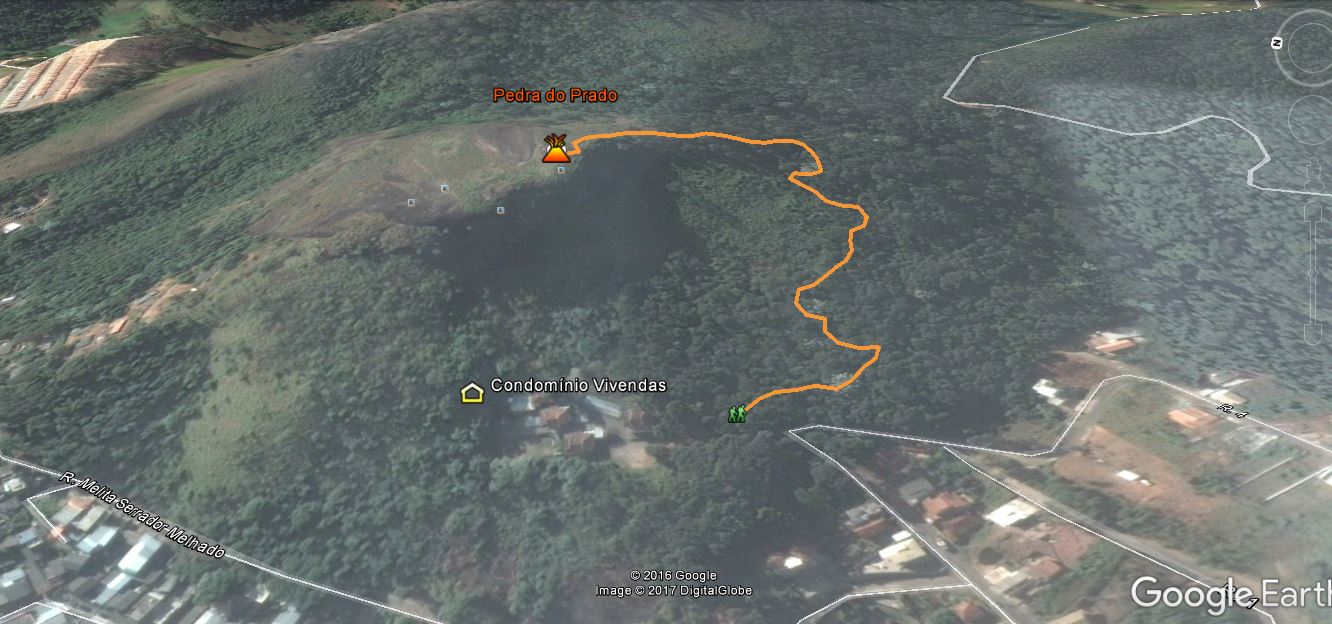 N
Pedra do Prado
Condomínio Vivendas
R. 4
R. Melita Serrador Melhado
© 2016 Google
Image © 2017 DigitalGlobe
Google Earth